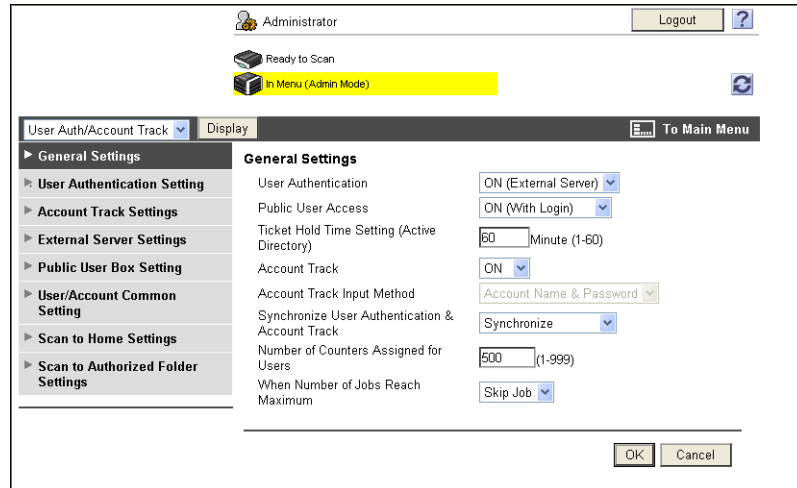 Administrator
Logout
?
Ready to Scan
In Menu (Admin Mode)
User Auth/Account Track
Display
To Main Menu
General Settings
User Authentication Setting
Account Track Settings
External Server Settings
Public User Box Setting
User/Account Common
Setting
Scan to Home Settings
Scan to Authorized Folder
Settings
General Settings
User Authentication ON (External Server)
Public User Access ON (With Login)
Ticket Hold Time Setting (Active
Directory) 60 Minute (1-60)
Account Track ON
Account Track Input Method Account Name & Password
Synchronize User Authentication &
Account Track Synchronize
Number of Counters Assigned for
Users 500 (1-999)
When Number of Jobs Reach
Maximum Skip Job
OK Cancel